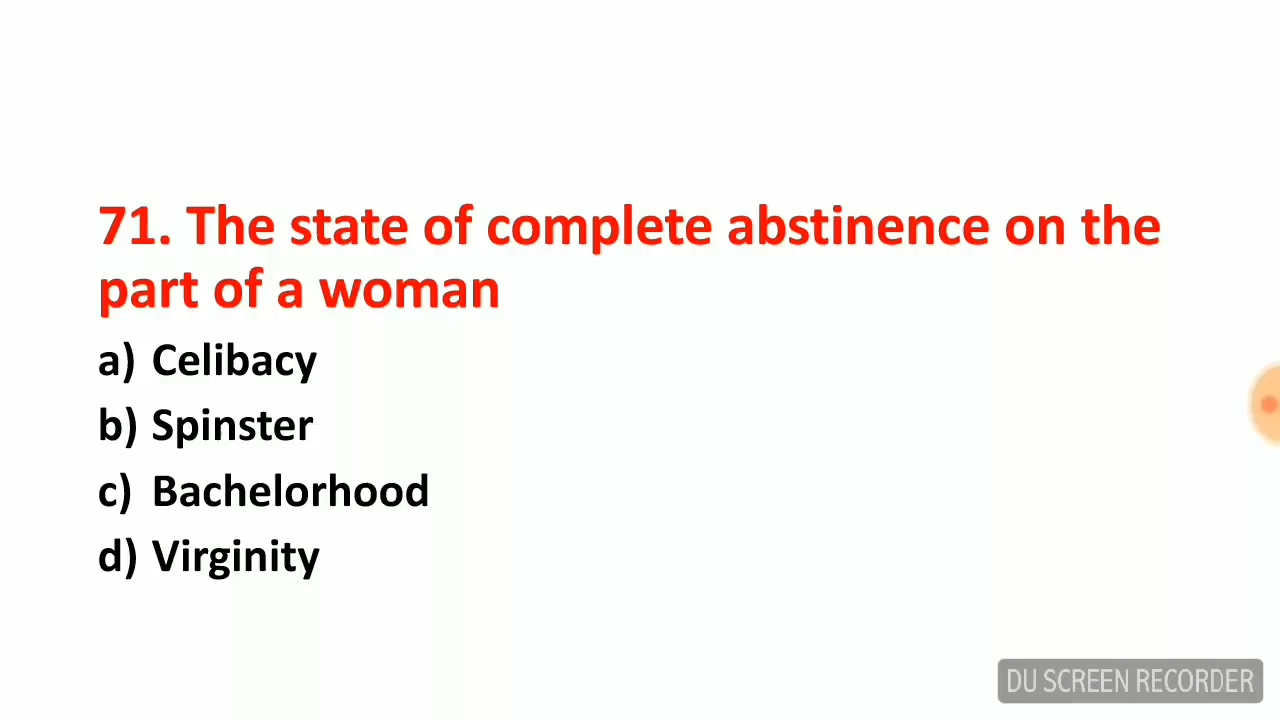 71. The state of complete abstinence on the
part of a woman
a) Celibacy
b) Spinster
c) Bachelorhood
d) Virginity
DU SCREEN RECORDER